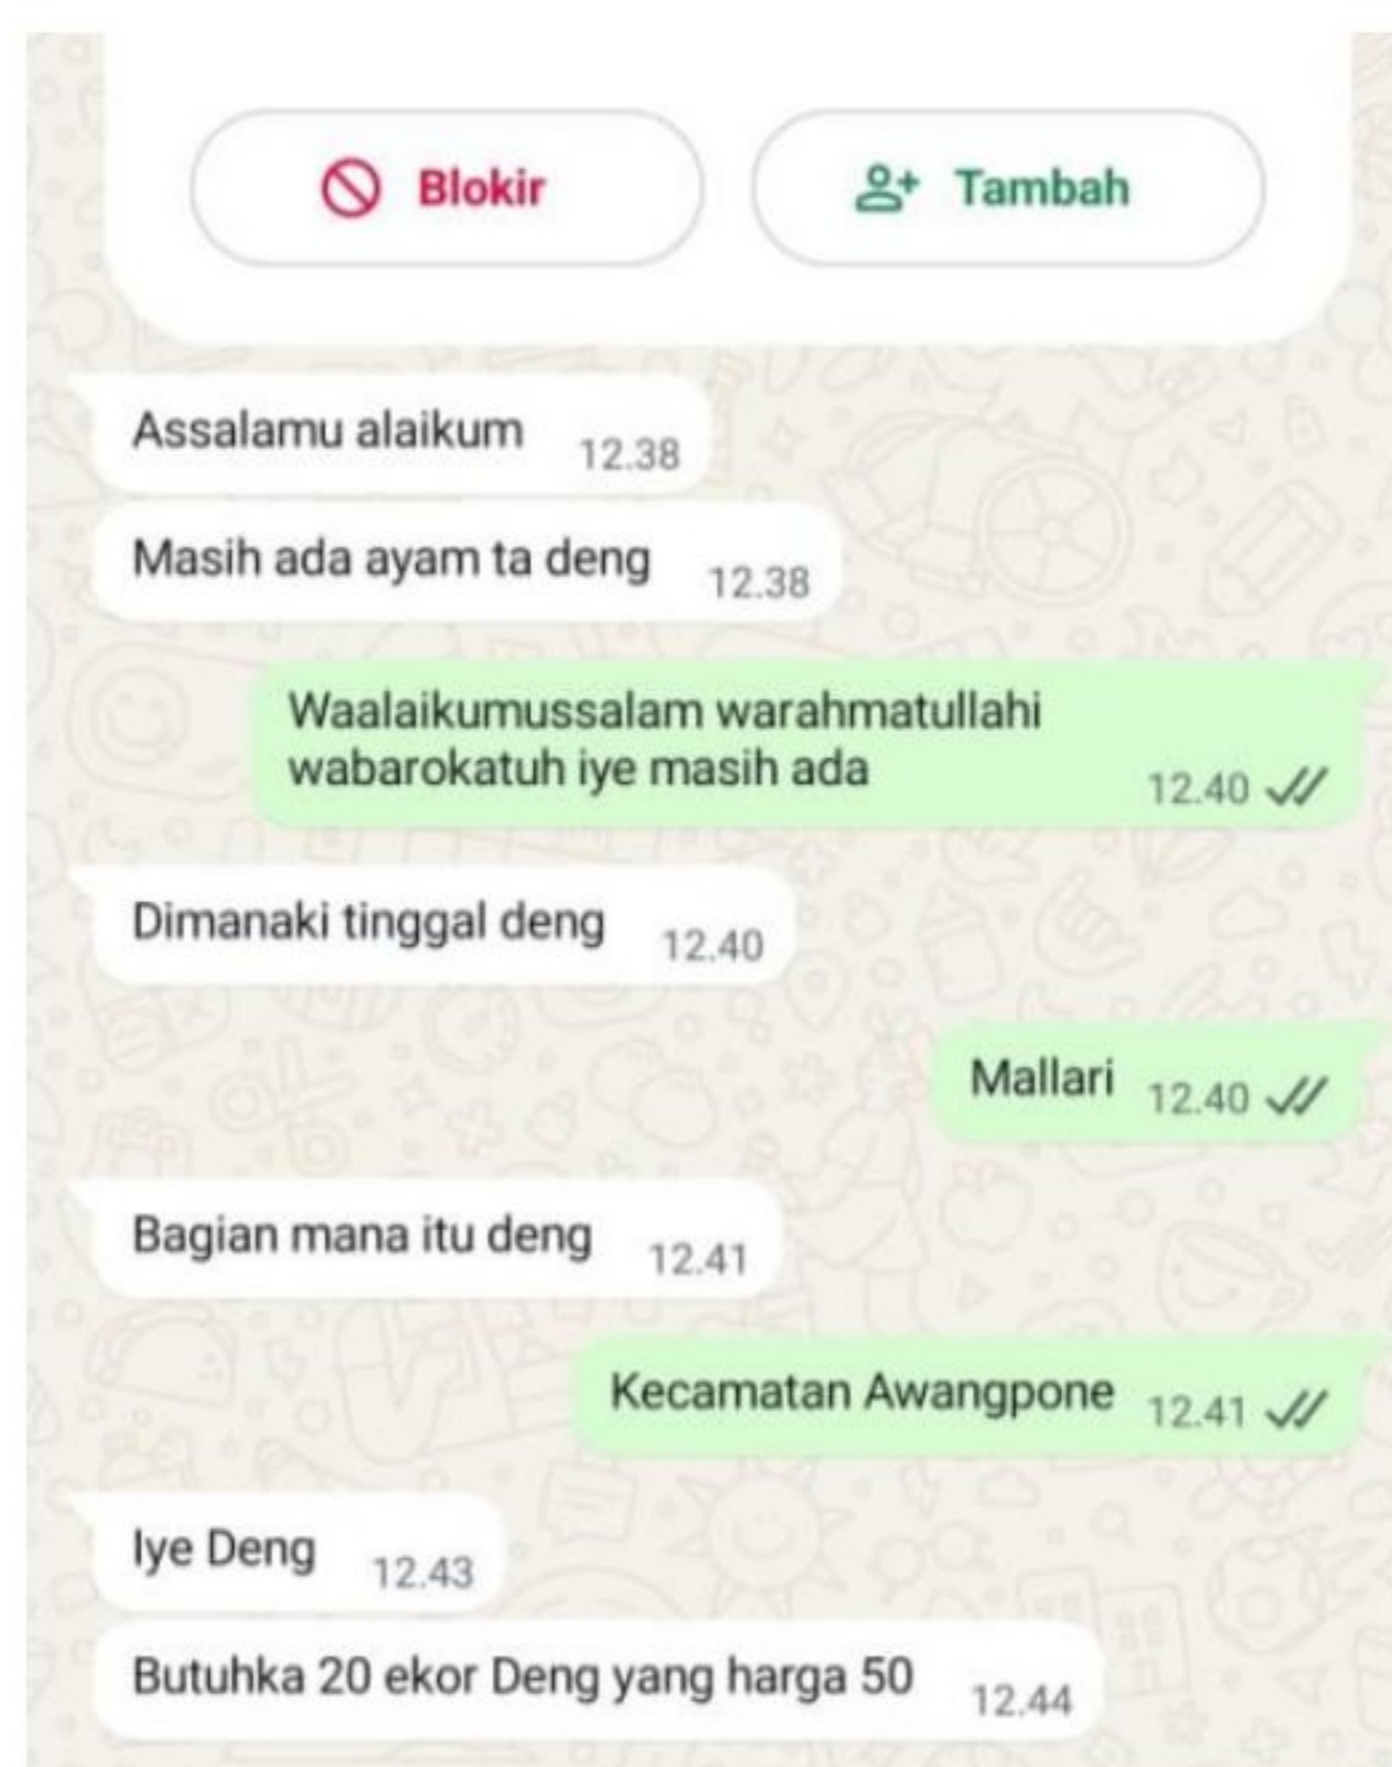 Blokir
Tambah
Assalamu alaikum 12.38
Masih ada ayam ta deng 12.38
Waalaikumussalam warahmatullahi
wabarokatuh iye masih ada 12.40
Dimanaki tinggal deng 12.40
Mallari 12.40
Bagian mana itu deng 12.41
Kecamatan Awangpone 12.41
Iye Deng 12.43
Butuhka 20 ekor Deng yang harga 50 12.44